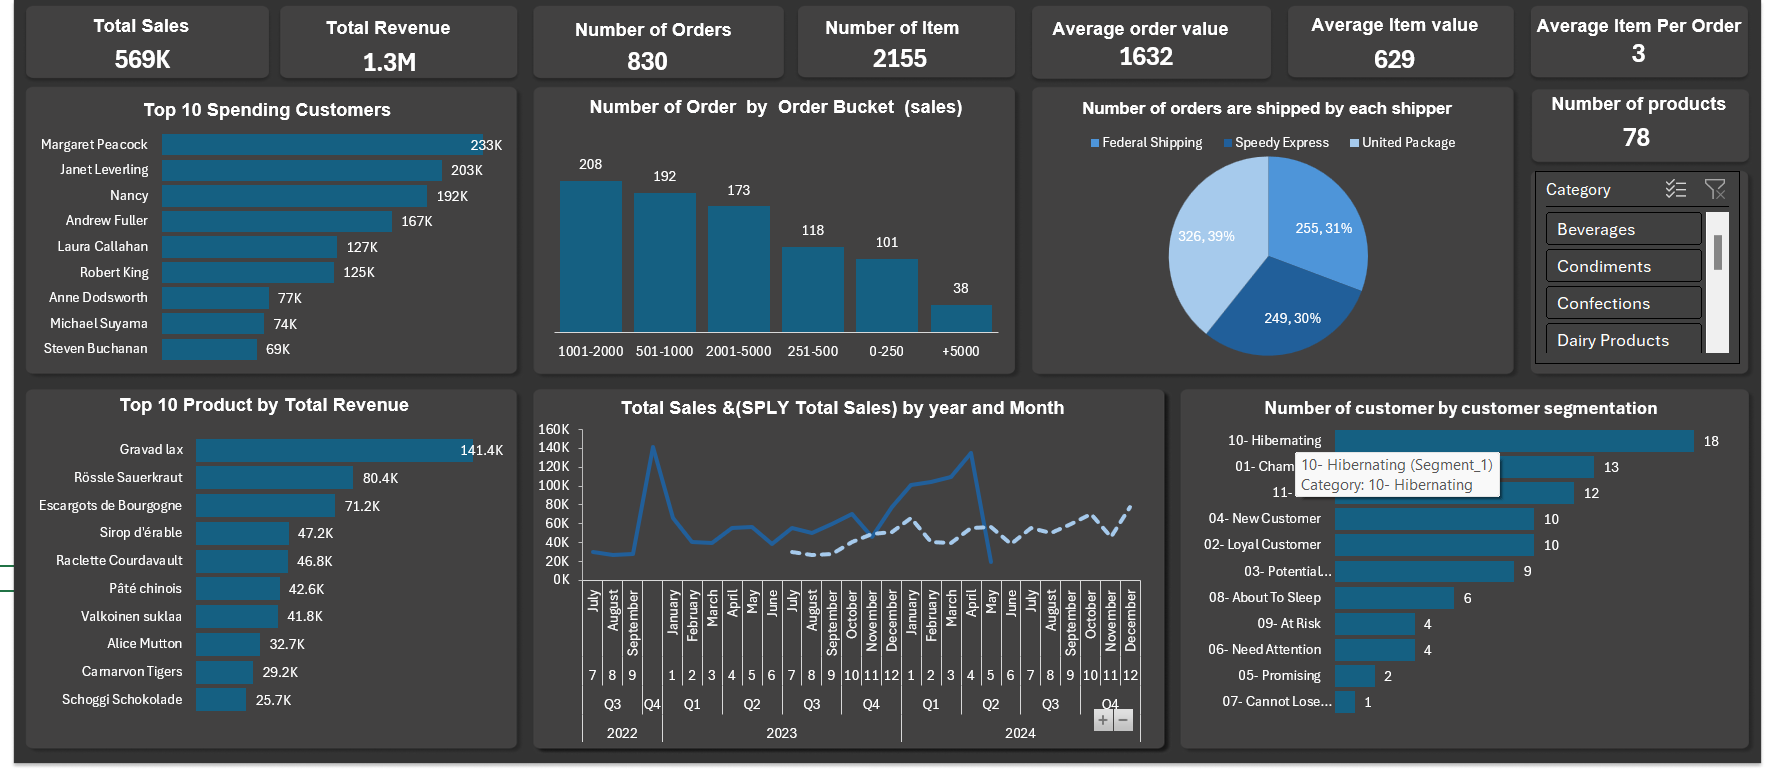 Total Sales
569K
Total Revenue
1.3M
Number of Orders
830
Number of Item
2155
Average order value
1632
Average Item value
629
Average Item Per Order
3
Top 10 Spending Customers
Margaret Peacock 233K
Janet Leverling 203K
Nancy 192K
Andrew Fuller 167K
Laura Callahan 127K
Robert King 125K
Anne Dodsworth 77K
Michael Suyama 74K
Steven Buchanan 69K
Number of Order by Order Bucket (sales)
208 192 173 118 101 38
1001-2000 501-1000 2001-5000 251-500 0-250 +5000
Number of orders are shipped by each shipper
Federal Shipping Speedy Express United Package
326, 39% 255, 31%
249, 30%
Number of products
78
Category
Beverages
Condiments
Confections
Dairy Products
Top 10 Product by Total Revenue
Gravad lax 141.4K
Rössle Sauerkraut 80.4K
Escargots de Bourgogne 71.2K
Sirop d'érable 47.2K
Raclette Courdavault 46.8K
Pâté chinois 42.6K
Valkoinen suklaa 41.8K
Alice Mutton 32.7K
Carnarvon Tigers 29.2K
Schoggi Schokolade 25.7K
Total Sales &(SPLY Total Sales) by year and Month
160K
140K
120K
100K
80K
60K
40K
20K
0K
July August September January February March April May June July August September October November December January February March April May June July August September October November December
7 8 9 1 2 3 4 5 6 7 8 9 10 11 12 1 2 3 4 5 6 7 8 9 10 11 12
Q3 Q4 Q1 Q2 Q3 Q4 Q1 Q2 Q3 Q4
+ −
2022 2023 2024
Number of customer by customer segmentation
10- Hibernating 18
01- Cham 13
11- 12
10- Hibernating (Segment_1)
Category: 10- Hibernating
04- New Customer 10
02- Loyal Customer 10
03- Potential... 9
08- About To Sleep 6
09- At Risk 4
06- Need Attention 4
05- Promising 2
07- Cannot Lose... 1